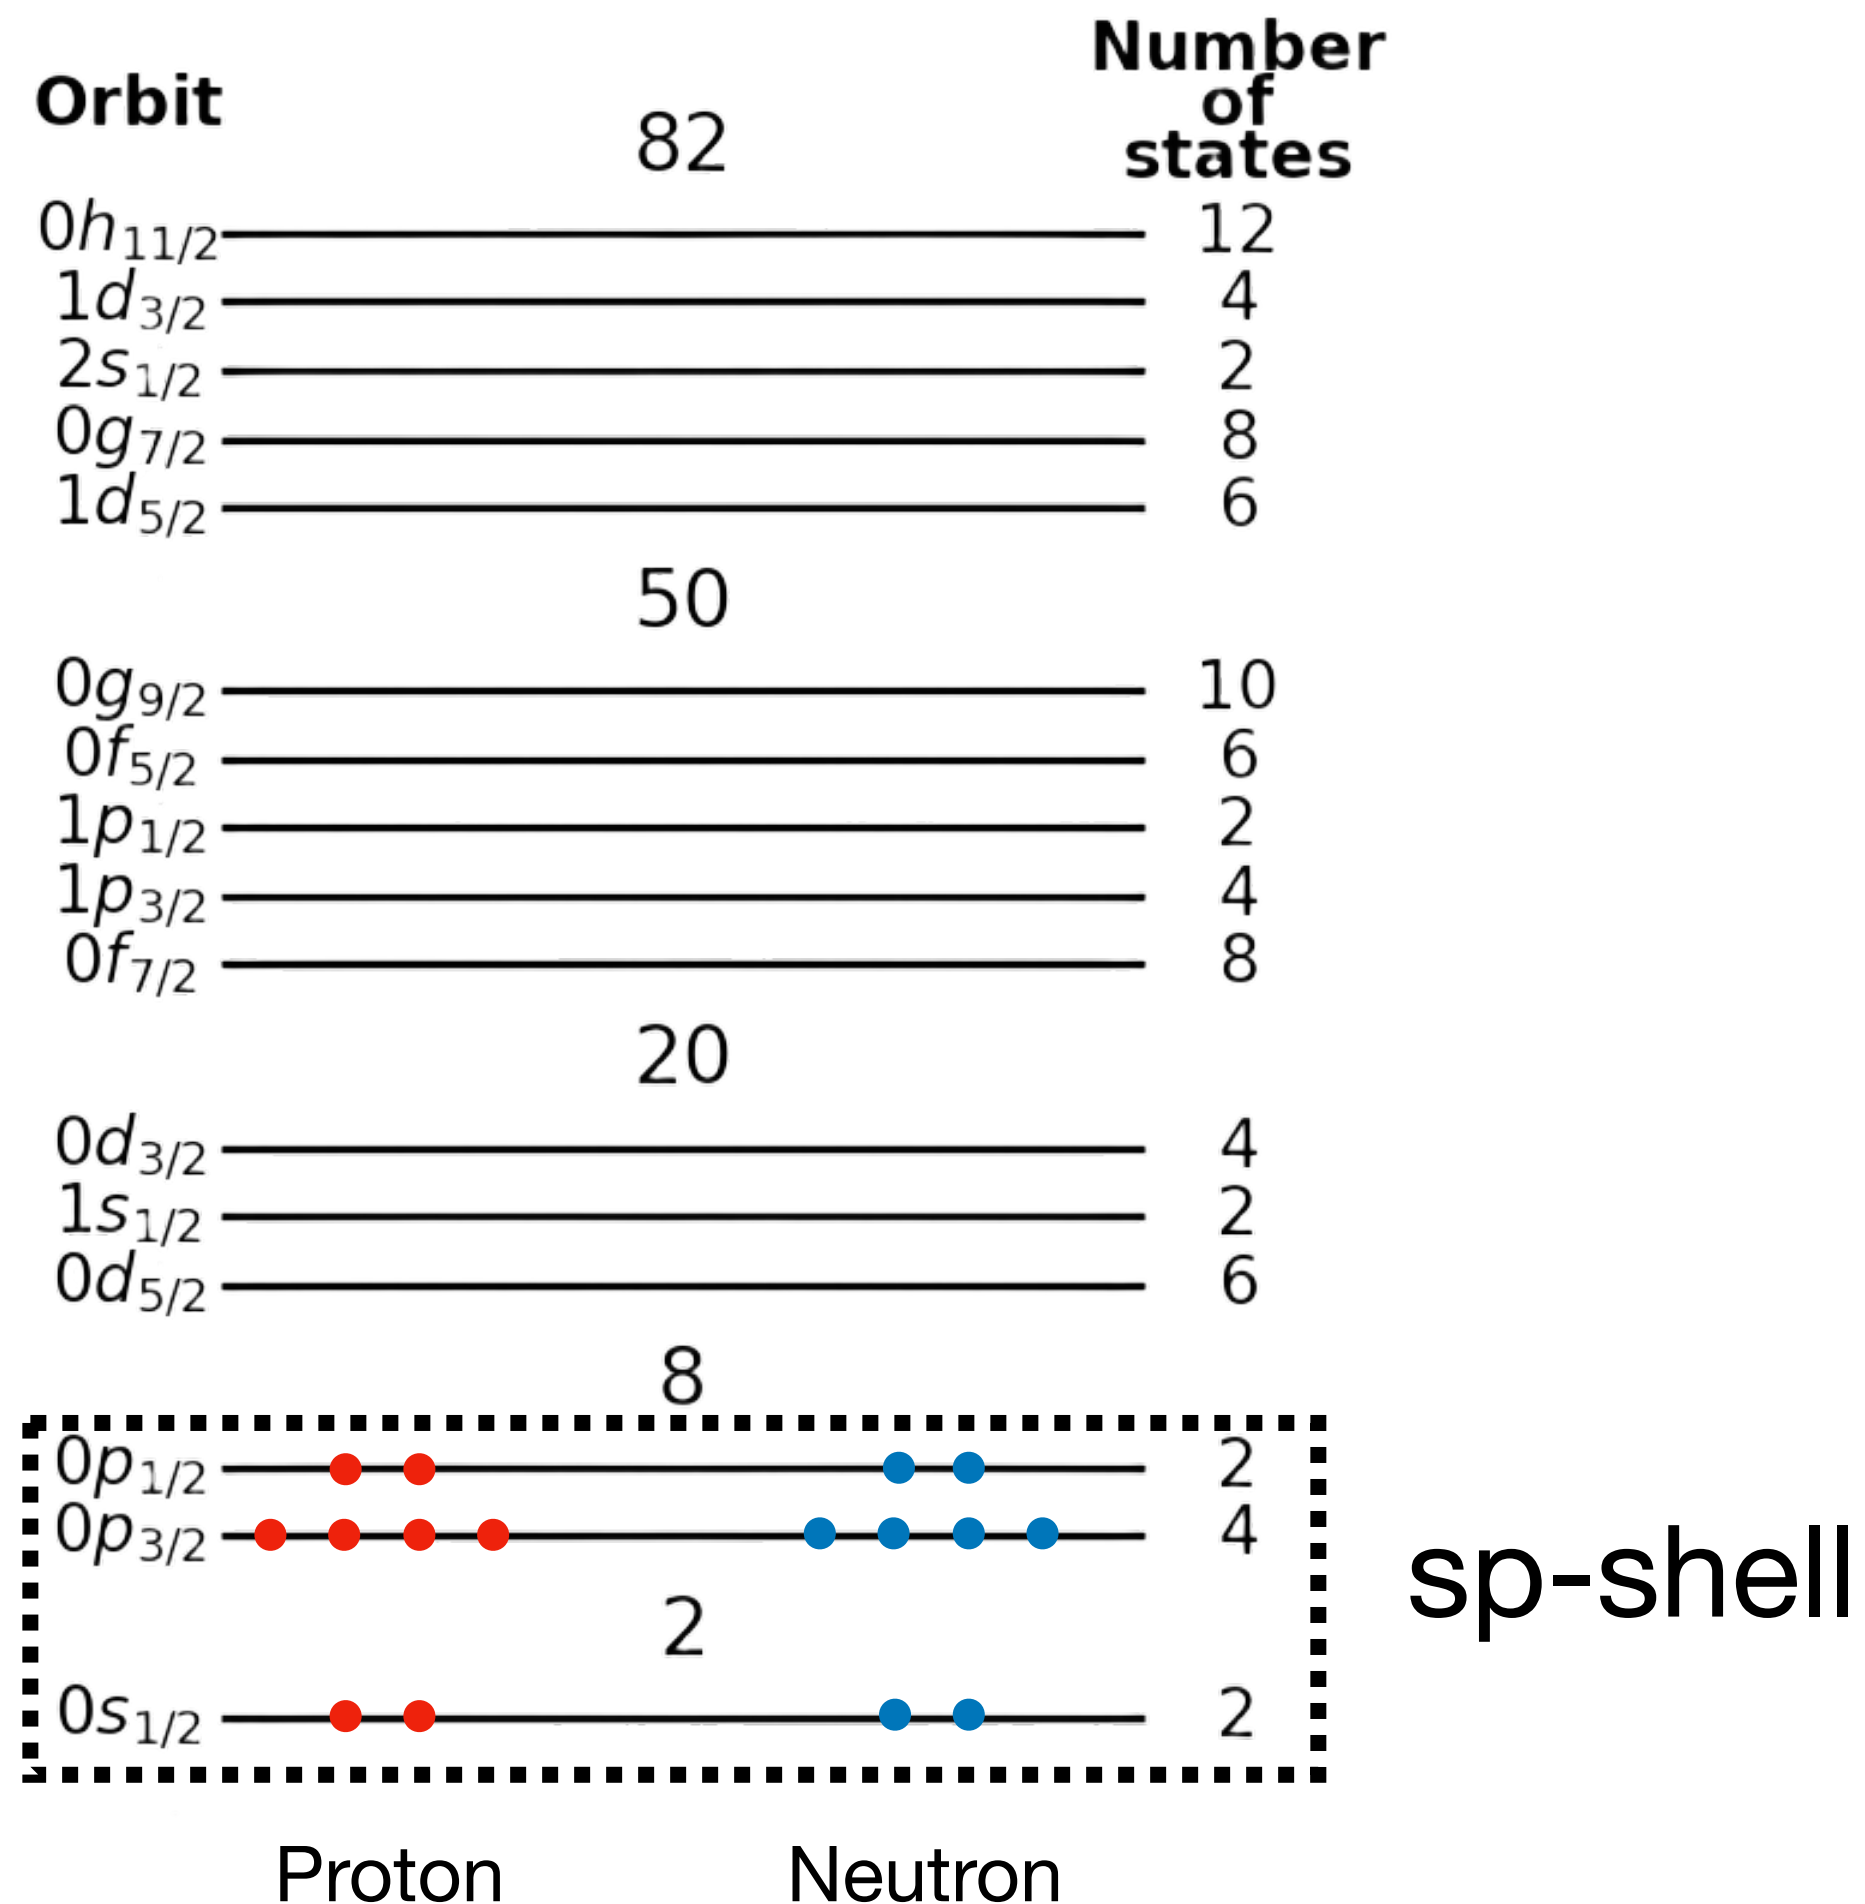 Number
of
states
Orbit
82
0h11/2 12
1d3/2 4
2s1/2 2
0g7/2 8
1d5/2 6
50
0g9/2 10
0f5/2 6
1p1/2 2
1p3/2 4
0f7/2 8
20
0d3/2 4
1s1/2 2
0d5/2 6
8
0p1/2 2
0p3/2 4
sp-shell
2
0s1/2 2
Proton Neutron